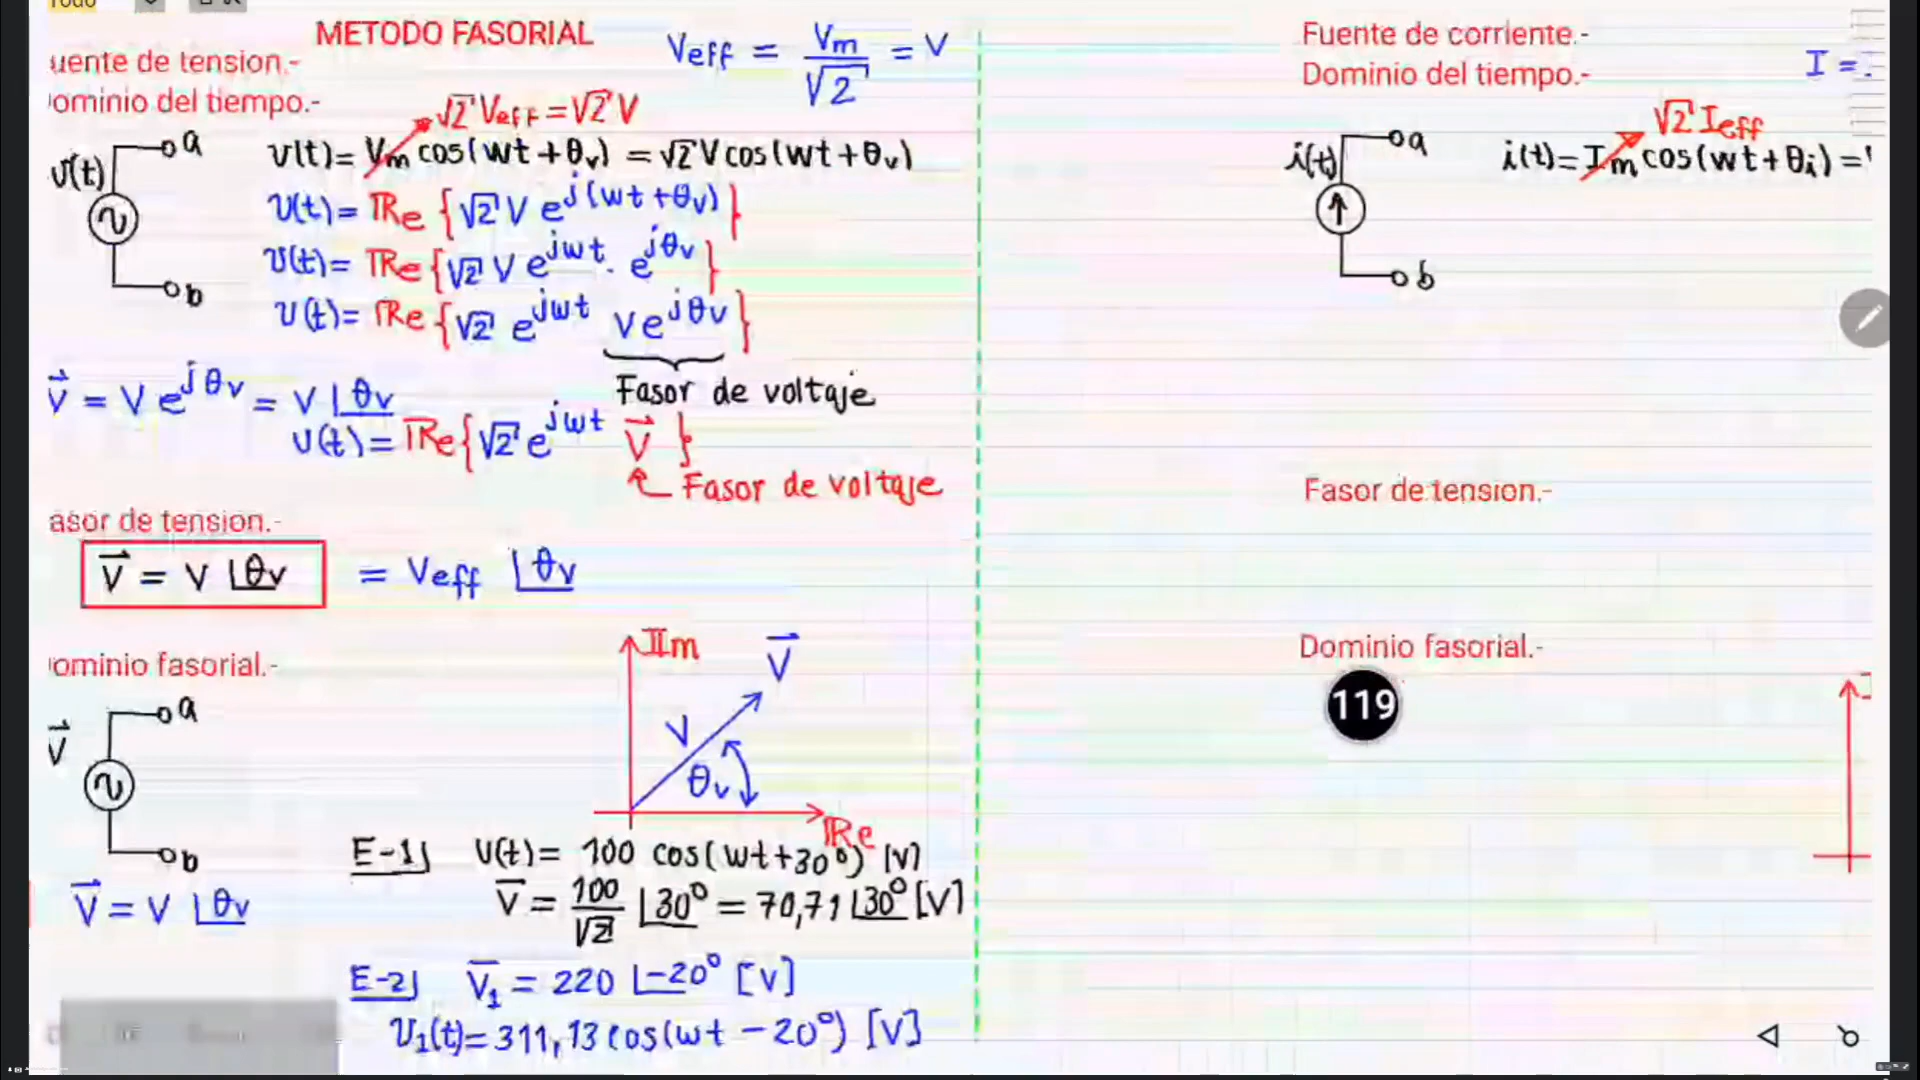 Todo
METODO FASORIAL
Veff = Vm/√2 = V
uente de tension.-
ominio del tiempo.-
√2 Veff = √2 V
a
v(t)
v(t) = Vm cos(wt + θv) = √2 V cos(wt + θv)
v(t) = Re {√2 V e^j(wt + θv)}
v(t) = Re {√2 V e^jwt . e^jθv}
b
v(t) = Re {√2 e^jwt V e^jθv}
Fasor de voltaje
V⃗ = V e^jθv = V ∠θv
v(t) = Re {√2 e^jwt V⃗ }
Fasor de voltaje
asor de tension.-
V⃗ = V ∠θv = Veff ∠θv
ominio fasorial.-
Im
V⃗
a
V⃗
V
θv
Re
b
V⃗ = V ∠θv
E-1) v(t) = 100 cos(wt + 30°) [V]
V̅ = 100/√2 ∠30° = 70,71 ∠30° [V]
E-2) V̅1 = 220 ∠-20° [V]
v1(t) = 311,13 cos(wt - 20°) [V]
Fuente de corriente.-
Dominio del tiempo.-
I =
√2 Ieff
a
i(t)
i(t) = Im cos(wt + θi) =
b
Fasor de tension.-
Dominio fasorial.-
119